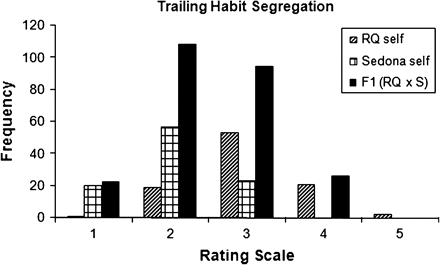 Trailing Habit Segregation
120
100
80
60
40
20
0
Frequency
RQ self
Sedona self
F1 (RQ x S)
1 2 3 4 5
Rating Scale